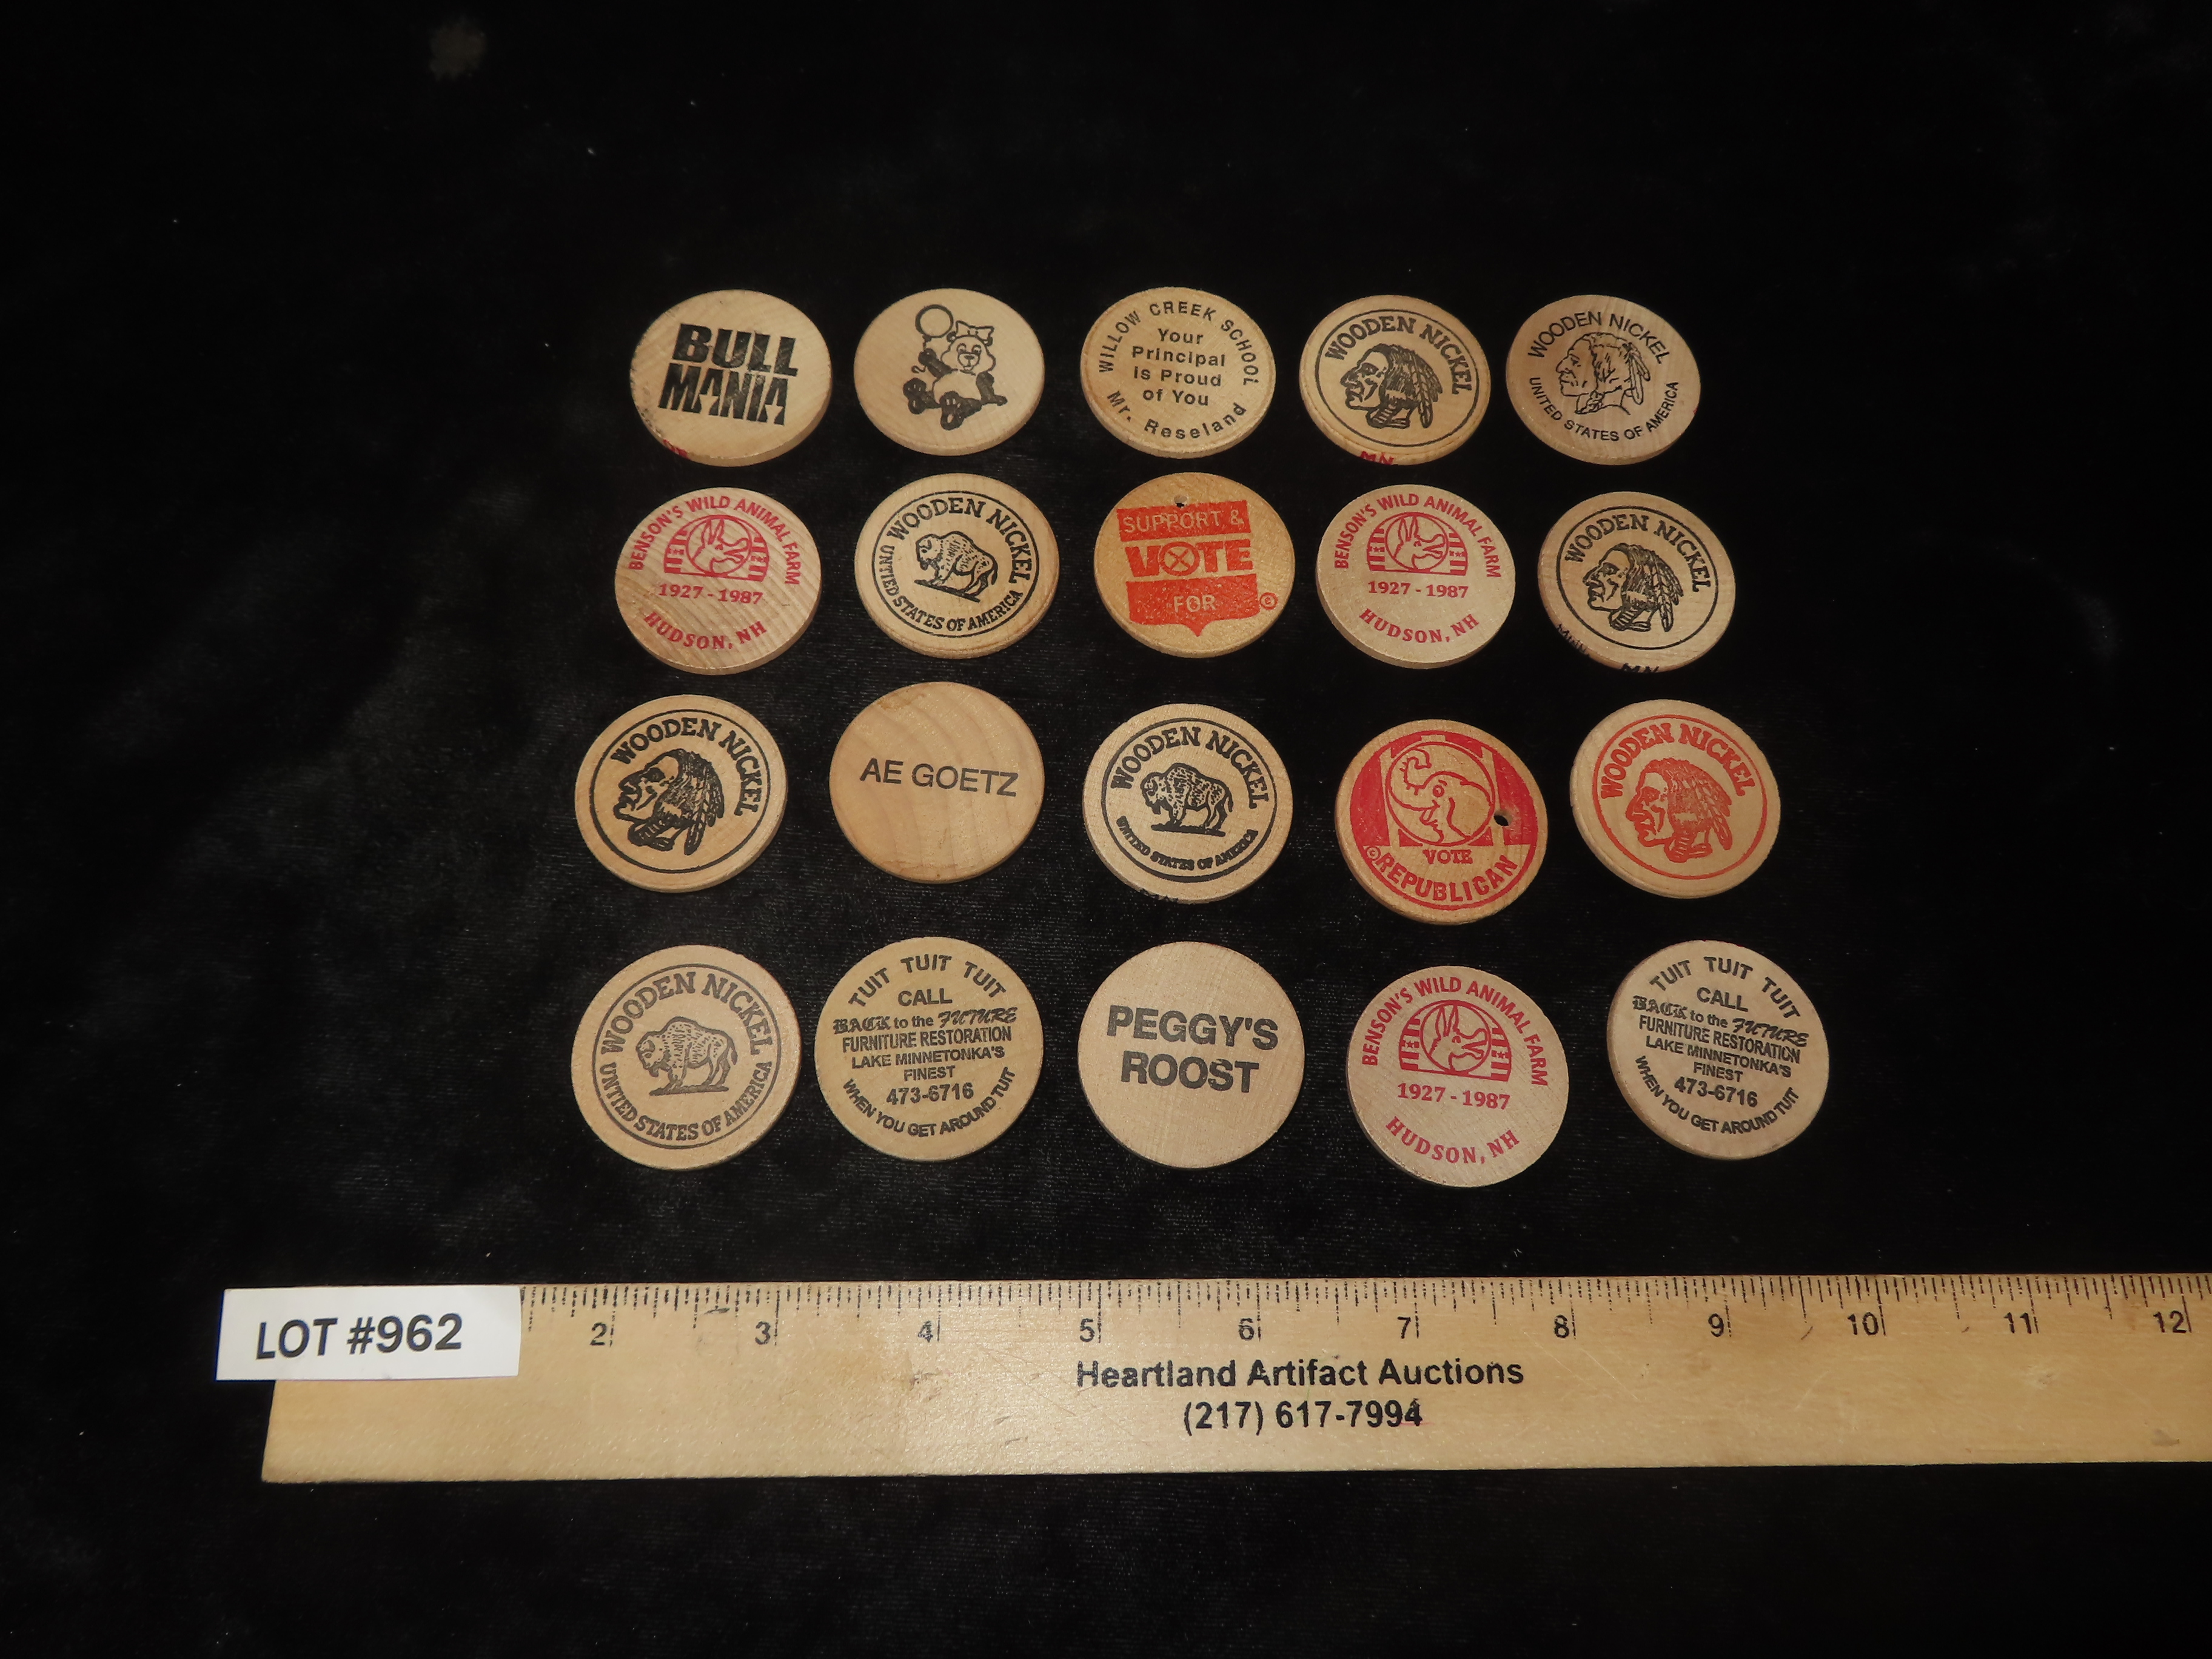 BULL
MANIA
WILLOW CREEK SCHOOL
Your
Principal
is Proud
of You
Mr. Reseland
WOODEN NICKEL
MN
WOODEN NICKEL
UNITED STATES OF AMERICA
BENSON'S WILD ANIMAL FARM
1927 - 1987
HUDSON, NH
WOODEN NICKEL
UNTIED STATES OF AMERICA
SUPPORT &
VOTE
FOR
©
BENSON'S WILD ANIMAL FARM
1927 - 1987
HUDSON, NH
WOODEN NICKEL
MN
WOODEN NICKEL
AE GOETZ
WOODEN NICKEL
UNITED STATES OF AMERICA
VOTE
© REPUBLICAN
WOODEN NICKEL
WOODEN NICKEL
UNTIED STATES OF AMERICA
TUIT TUIT TUIT
CALL
BACK to the FUTURE
FURNITURE RESTORATION
LAKE MINNETONKA'S
FINEST
473-6716
WHEN YOU GET AROUND TUIT
PEGGY'S
ROOST
BENSON'S WILD ANIMAL FARM
1927 - 1987
HUDSON, NH
TUIT TUIT TUIT
CALL
BACK to the FUTURE
FURNITURE RESTORATION
LAKE MINNETONKA'S
FINEST
473-6716
WHEN YOU GET AROUND TUIT
LOT #962
2 3 4 5 6 7 8 9 10 11 12
Heartland Artifact Auctions
(217) 617-7994